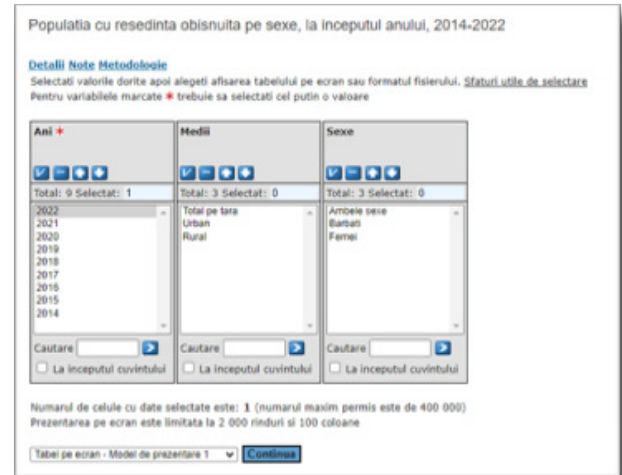 Populatia cu resedinta obisnuita pe sexe, la inceputul anului, 2014-2022
Detalii Note Metodologie
Selectati valorile dorite apoi alegeti afisarea tabelului pe ecran sau formatul fisierului. Sfaturi utile de selectare
Pentru variabilele marcate * trebuie sa selectati cel putin o valoare
Ani * Medii Sexe
Total: 9 Selectat: 1 Total: 3 Selectat: 0 Total: 3 Selectat: 0
2022 Total pe tara Ambele sexe
2021 Urban Barbati
2020 Rural Femei
2019
2018
2017
2016
2015
2014
Cautare Cautare Cautare
La inceputul cuvintului La inceputul cuvintului La inceputul cuvintului
Numarul de celule cu date selectate este: 1 (numarul maxim permis este de 400 000)
Prezentarea pe ecran este limitata la 2 000 rinduri si 100 coloane
Tabel pe ecran - Model de prezentare 1 Continua